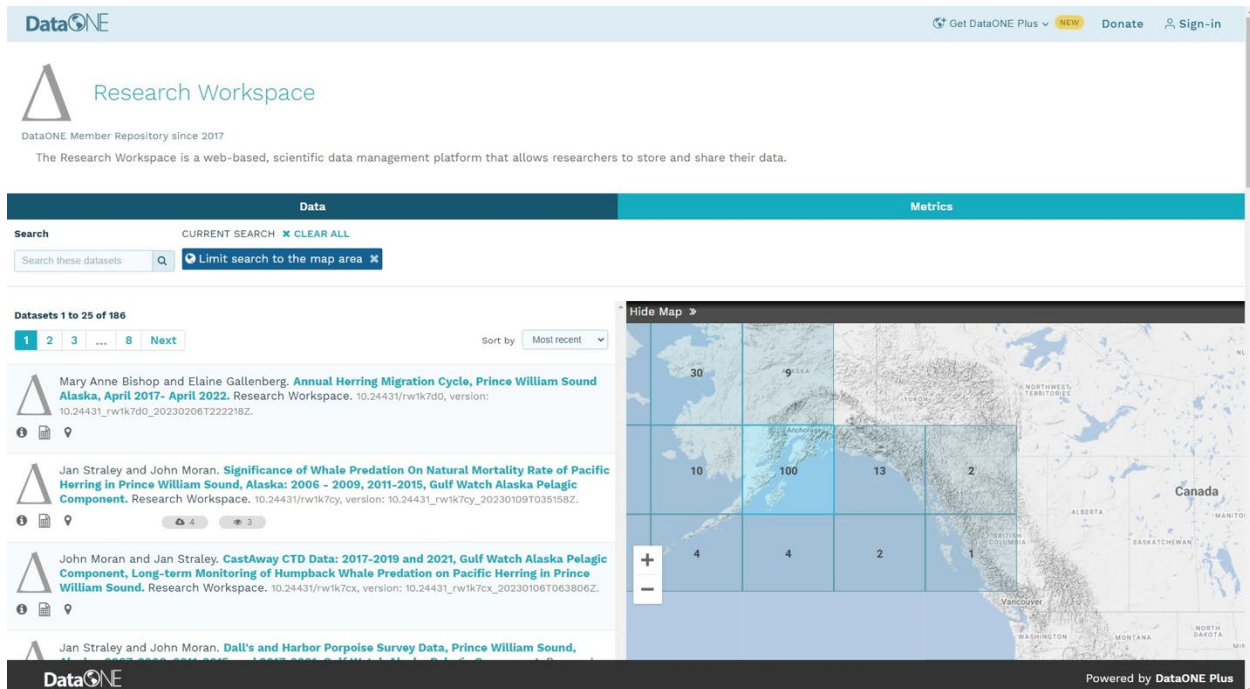 DataONE
Get DataONE Plus NEW Donate Sign-in
Research Workspace
DataONE Member Repository since 2017
The Research Workspace is a web-based, scientific data management platform that allows researchers to store and share their data.
Data Metrics
Search CURRENT SEARCH × CLEAR ALL
Search these datasets Limit search to the map area ×
Datasets 1 to 25 of 186
1 2 3 ... 8 Next Sort by Most recent
Mary Anne Bishop and Elaine Gallenberg. Annual Herring Migration Cycle, Prince William Sound
Alaska, April 2017- April 2022. Research Workspace. 10.24431/rw1k7d0, version:
10.24431_rw1k7d0_20230206T222218Z.
Jan Straley and John Moran. Significance of Whale Predation On Natural Mortality Rate of Pacific
Herring in Prince William Sound, Alaska: 2006 - 2009, 2011-2015, Gulf Watch Alaska Pelagic
Component. Research Workspace. 10.24431/rw1k7cy, version: 10.24431_rw1k7cy_20230109T035158Z.
4 3
John Moran and Jan Straley. CastAway CTD Data: 2017-2019 and 2021, Gulf Watch Alaska Pelagic
Component, Long-term Monitoring of Humpback Whale Predation on Pacific Herring in Prince
William Sound. Research Workspace. 10.24431/rw1k7cx, version: 10.24431_rw1k7cx_20230106T063806Z.
Jan Straley and John Moran. Dall's and Harbor Porpoise Survey Data, Prince William Sound,
Hide Map »
30 9
NORTHWEST
TERRITORIES
YUKON
Anchorage
10 100 13 2
Canada
ALBERTA
MANITO
BRITISH
COLUMBIA
SASKATCHEWAN
+ 4 4 2 1
−
Vancouver
WASHINGTON MONTANA
NORTH
DAKOTA
DataONE Powered by DataONE Plus